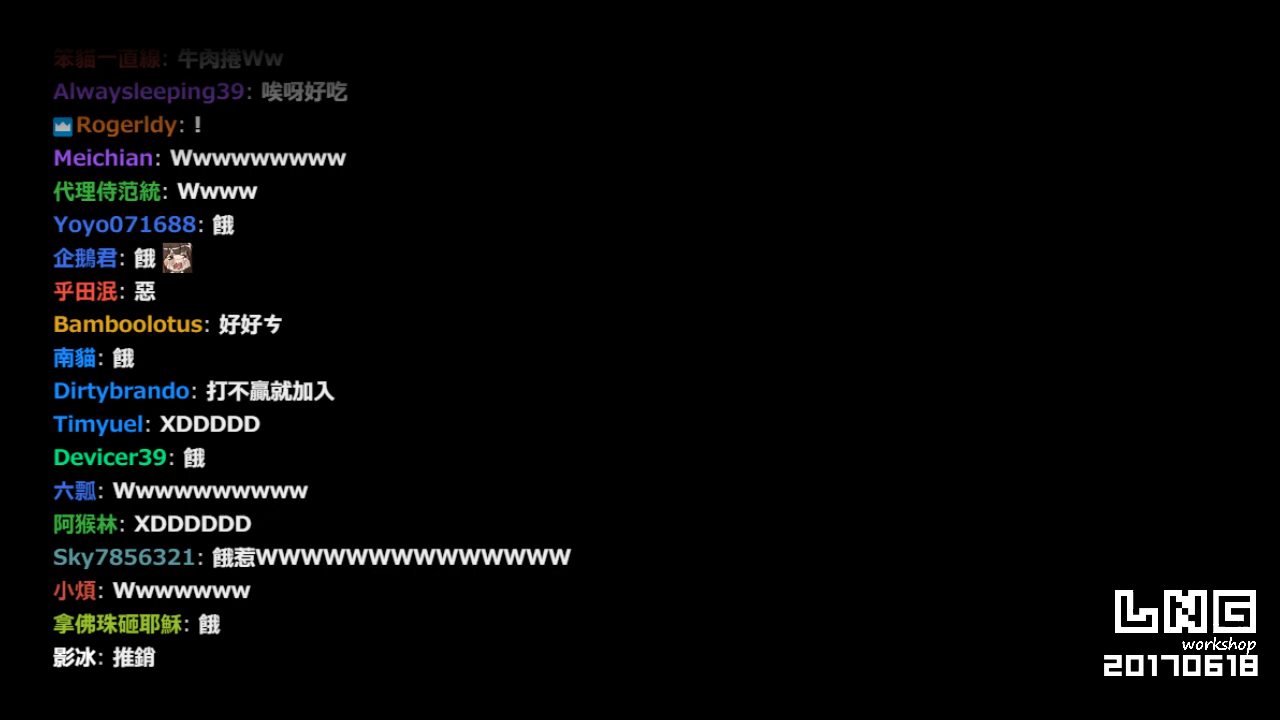 笨貓一直線: 牛肉捲Ww
Alwaysleeping39: 唉呀好吃
Rogerldy: !
Meichian: Wwwwwwwwww
代理侍范統: Wwww
Yoyo071688: 餓
企鵝君: 餓
乎田泯: 惡
Bamboolotus: 好好ㄘ
南貓: 餓
Dirtybrando: 打不贏就加入
Timyuel: XDDDDD
Devicer39: 餓
六瓢: Wwwwwwwwwww
阿猴林: XDDDDDD
Sky7856321: 餓惹WWWWWWWWWWWWWW
小煩: Wwwwwww
拿佛珠砸耶穌: 餓
影冰: 推銷
LNG
workshop
20170618